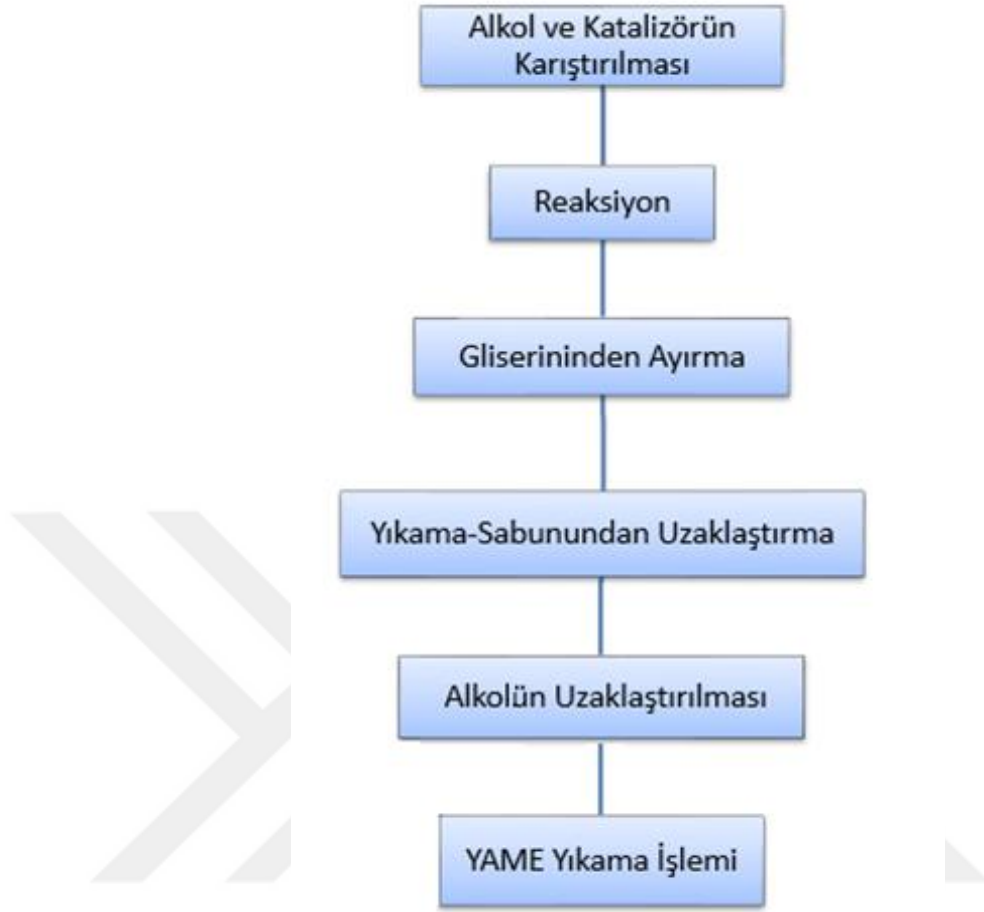 Alkol ve Katalizörün
Karıştırılması
Reaksiyon
Gliserininden Ayırma
Yıkama-Sabunundan Uzaklaştırma
Alkolün Uzaklaştırılması
YAME Yıkama İşlemi